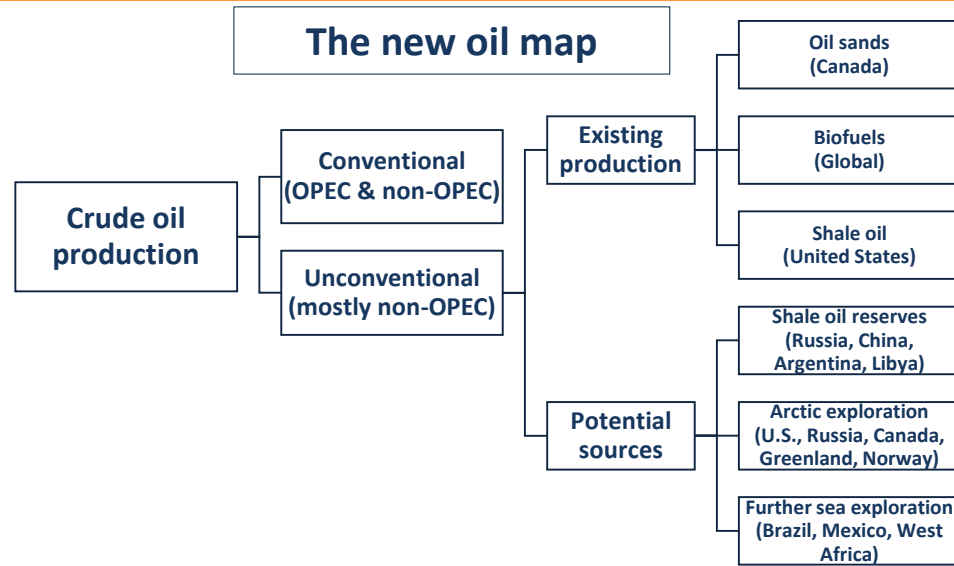 The new oil map
Crude oil
production
Conventional
(OPEC & non-OPEC)
Unconventional
(mostly non-OPEC)
Existing
production
Potential
sources
Oil sands
(Canada)
Biofuels
(Global)
Shale oil
(United States)
Shale oil reserves
(Russia, China,
Argentina, Libya)
Arctic exploration
(U.S., Russia, Canada,
Greenland, Norway)
Further sea exploration
(Brazil, Mexico, West
Africa)